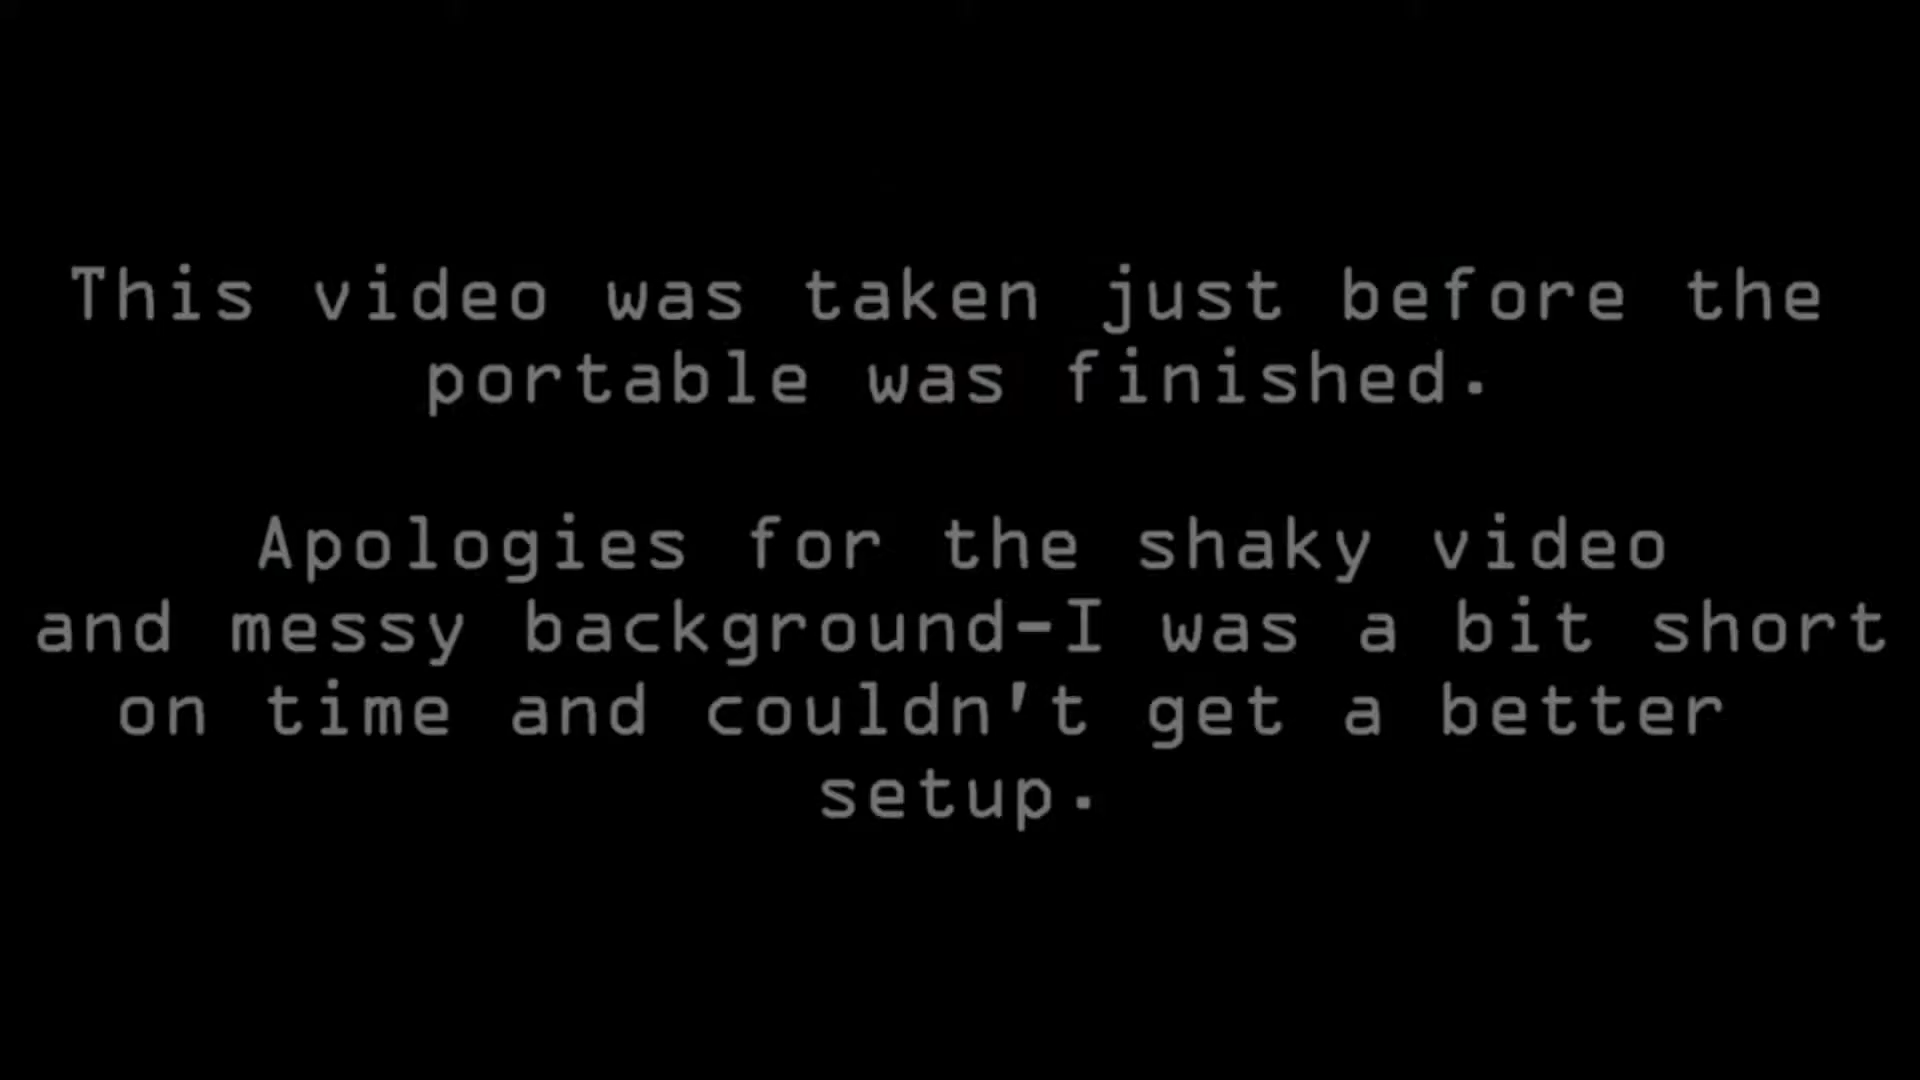 This video was taken just before the
portable was finished.
Apologies for the shaky video
and messy background-I was a bit short
on time and couldn't get a better
setup.